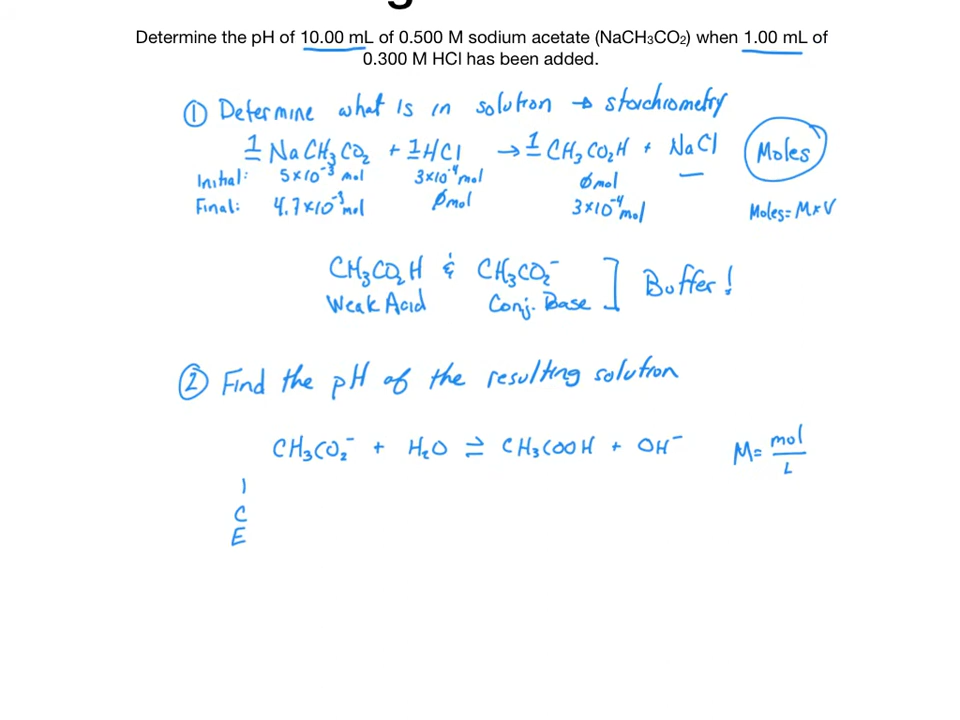 Determine the pH of 10.00 mL of 0.500 M sodium acetate (NaCH₃CO₂) when 1.00 mL of
0.300 M HCl has been added.
① Determine what is in solution → stoichiometry
1 NaCH₃CO₂ + 1HCl → 1 CH₃CO₂H + NaCl Moles
Initial: 5×10⁻³ mol 3×10⁻⁴ mol ∅mol —
Final: 4.7×10⁻³ mol ∅mol 3×10⁻⁴ mol Moles=M×V
CH₃CO₂H & CH₃CO₂⁻ ] Buffer!
Weak Acid Conj. Base
② Find the pH of the resulting solution
CH₃CO₂⁻ + H₂O ⇌ CH₃COOH + OH⁻ M= mol/L
I
C
E